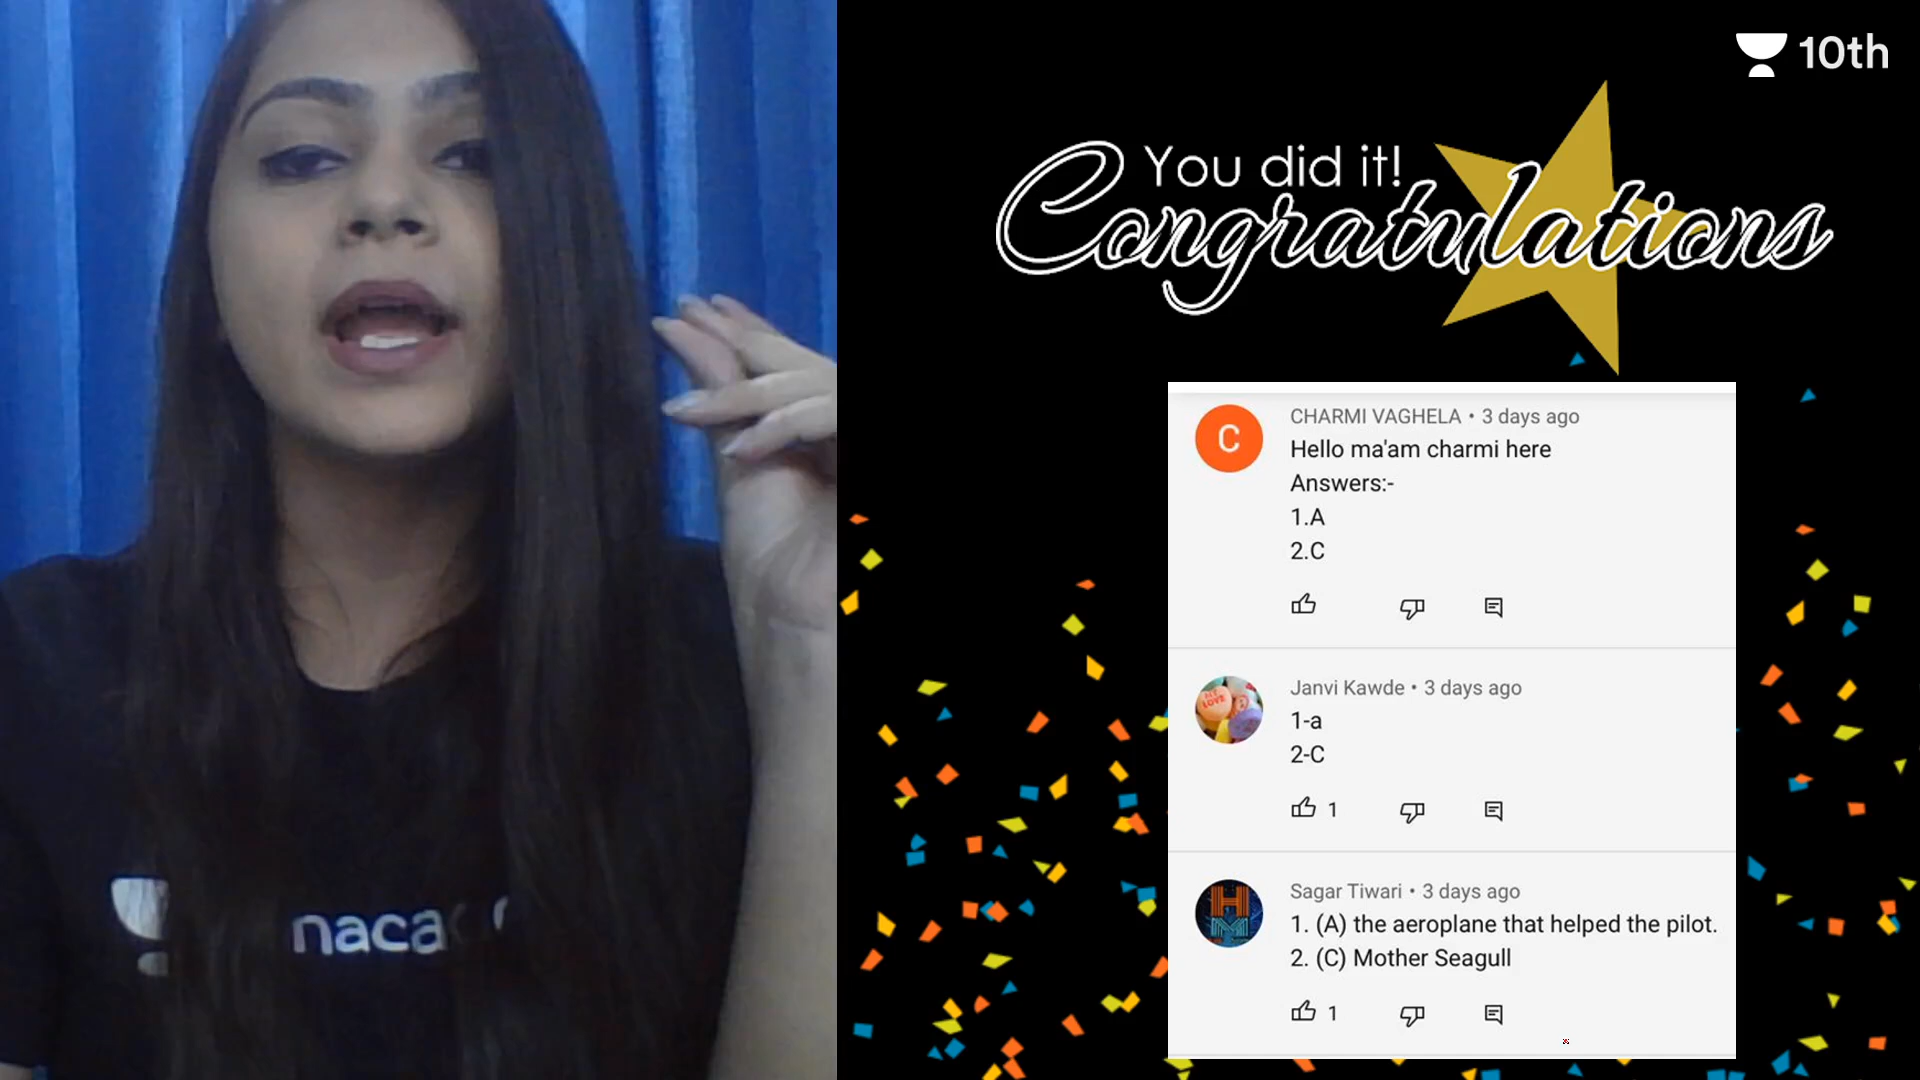 10th
You did it!
Congratulations
CHARMI VAGHELA • 3 days ago
Hello ma'am charmi here
Answers:-
1.A
2.C
Janvi Kawde • 3 days ago
1-a
2-C
1
Sagar Tiwari • 3 days ago
1. (A) the aeroplane that helped the pilot.
2. (C) Mother Seagull
1
C
naca